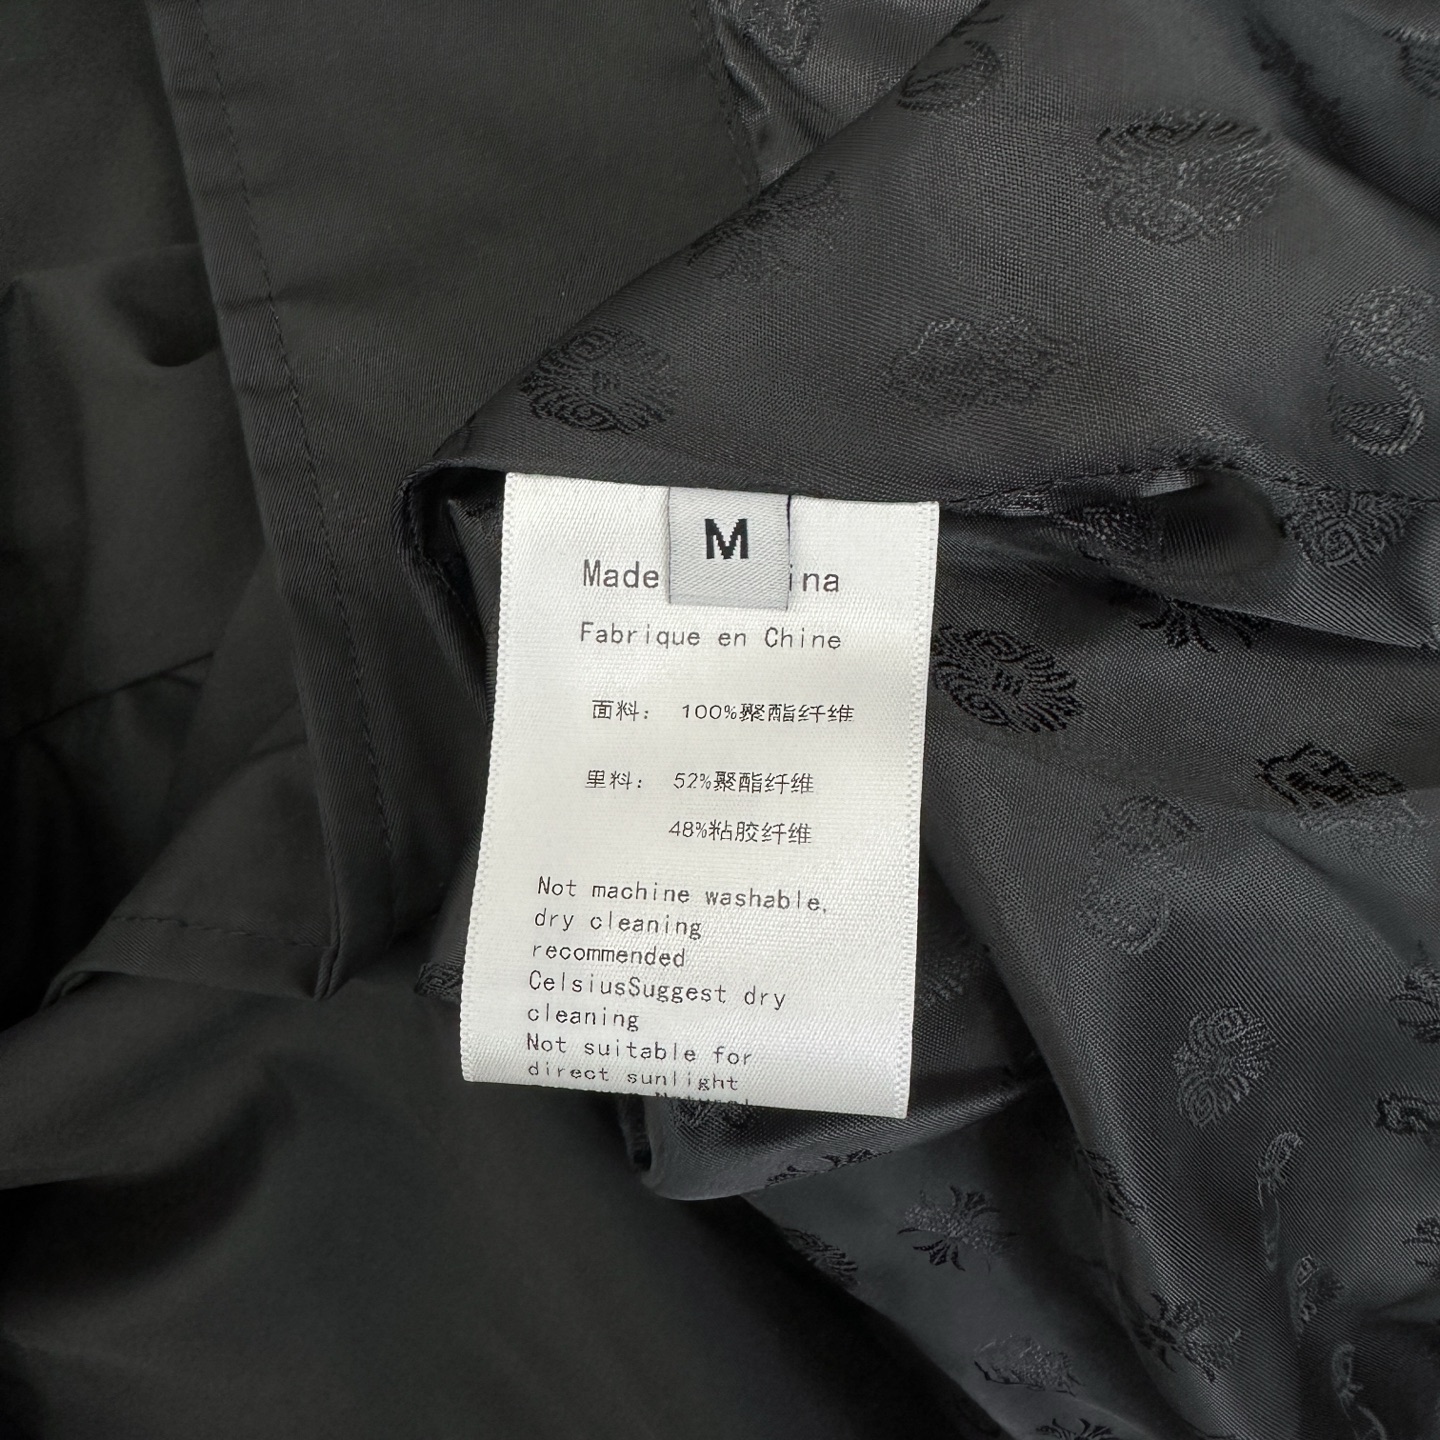 M
Made ina
Fabrique en Chine
面料： 100%聚酯纤维
里料： 52%聚酯纤维
48%粘胶纤维
Not machine washable,
dry cleaning
recommended
CelsiusSuggest dry
cleaning
Not suitable for
direct sunlight